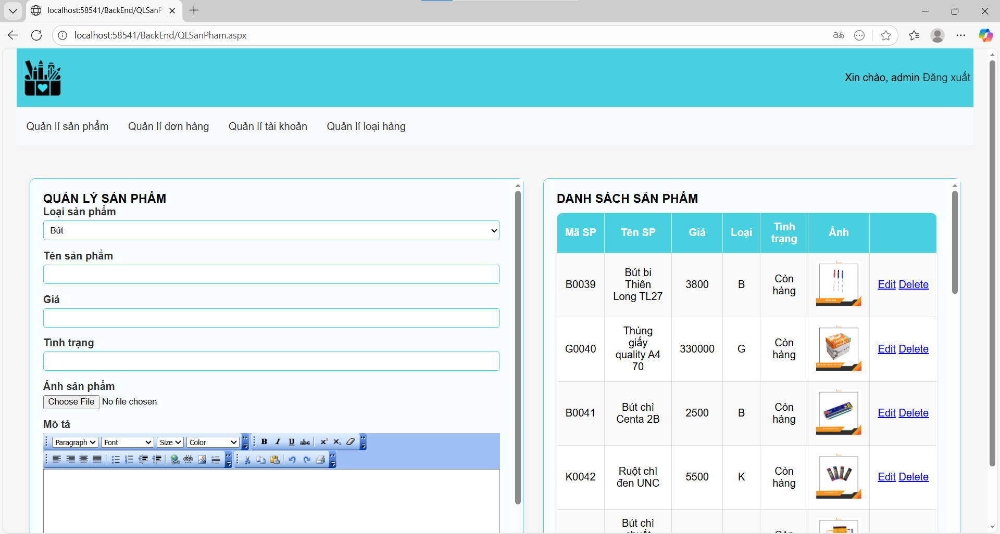 localhost:58541/BackEnd/QLSanP
localhost:58541/BackEnd/QLSanPham.aspx
Xin chào, admin Đăng xuất
Quản lí sản phẩm Quản lí đơn hàng Quản lí tài khoản Quản lí loại hàng
QUẢN LÝ SẢN PHẨM
Loại sản phẩm
Bút
Tên sản phẩm
Giá
Tình trạng
Ảnh sản phẩm
Choose File No file chosen
Mô tả
Paragraph Font Size Color B I U abc
DANH SÁCH SẢN PHẨM
Mã SP Tên SP Giá Loại Tình trạng Ảnh
B0039 Bút bi Thiên Long TL27 3800 B Còn hàng Edit Delete
G0040 Thùng giấy quality A4 70 330000 G Còn hàng Edit Delete
B0041 Bút chì Centa 2B 2500 B Còn hàng Edit Delete
K0042 Ruột chì đen UNC 5500 K Còn hàng Edit Delete
Bút chì